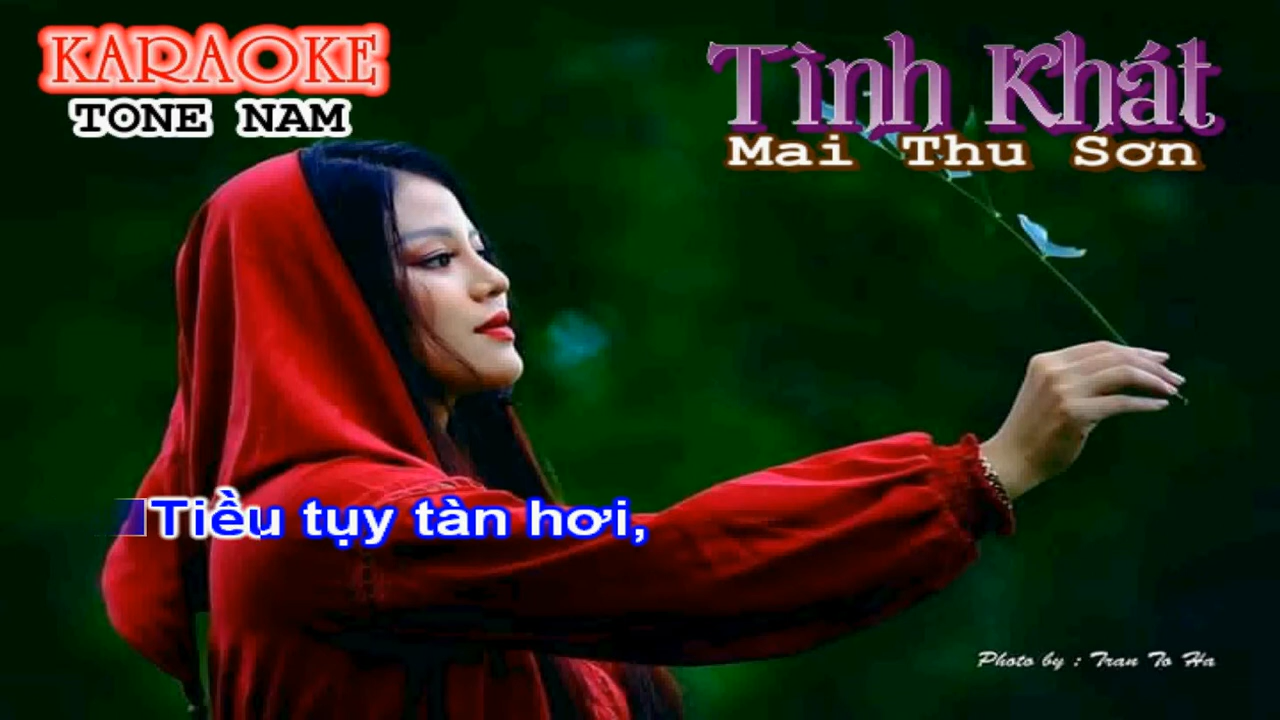 KARAOKE
TONE NAM
Tình Khát
Mai Thu Sơn
Tiều tụy tàn hơi,
Photo by : Tran To Ha